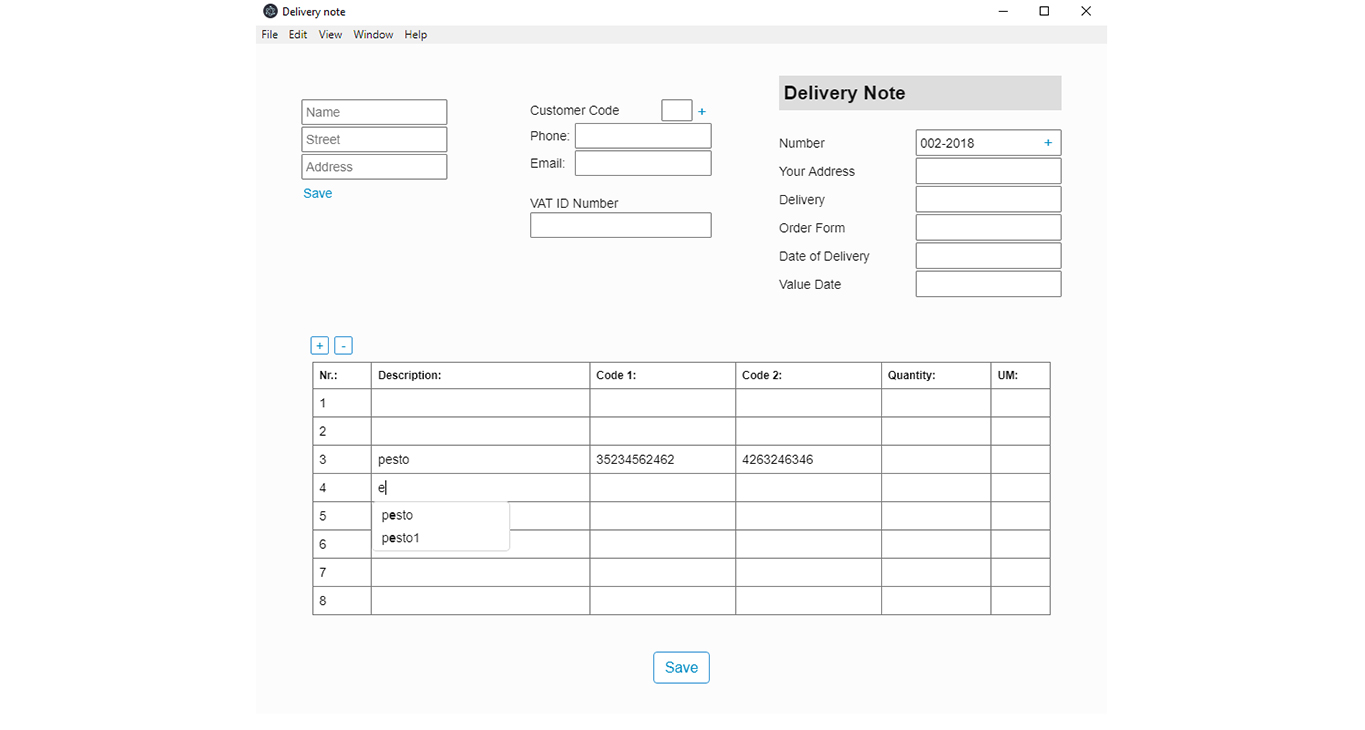 Delivery note
File Edit View Window Help
Name
Street
Address
Save
Customer Code +
Phone:
Email:
VAT ID Number
Delivery Note
Number 002-2018 +
Your Address
Delivery
Order Form
Date of Delivery
Value Date
+ -
Nr.: Description: Code 1: Code 2: Quantity: UM:
1
2
3 pesto 35234562462 4263246346
4 e
5
pesto
6
pesto1
7
8
Save